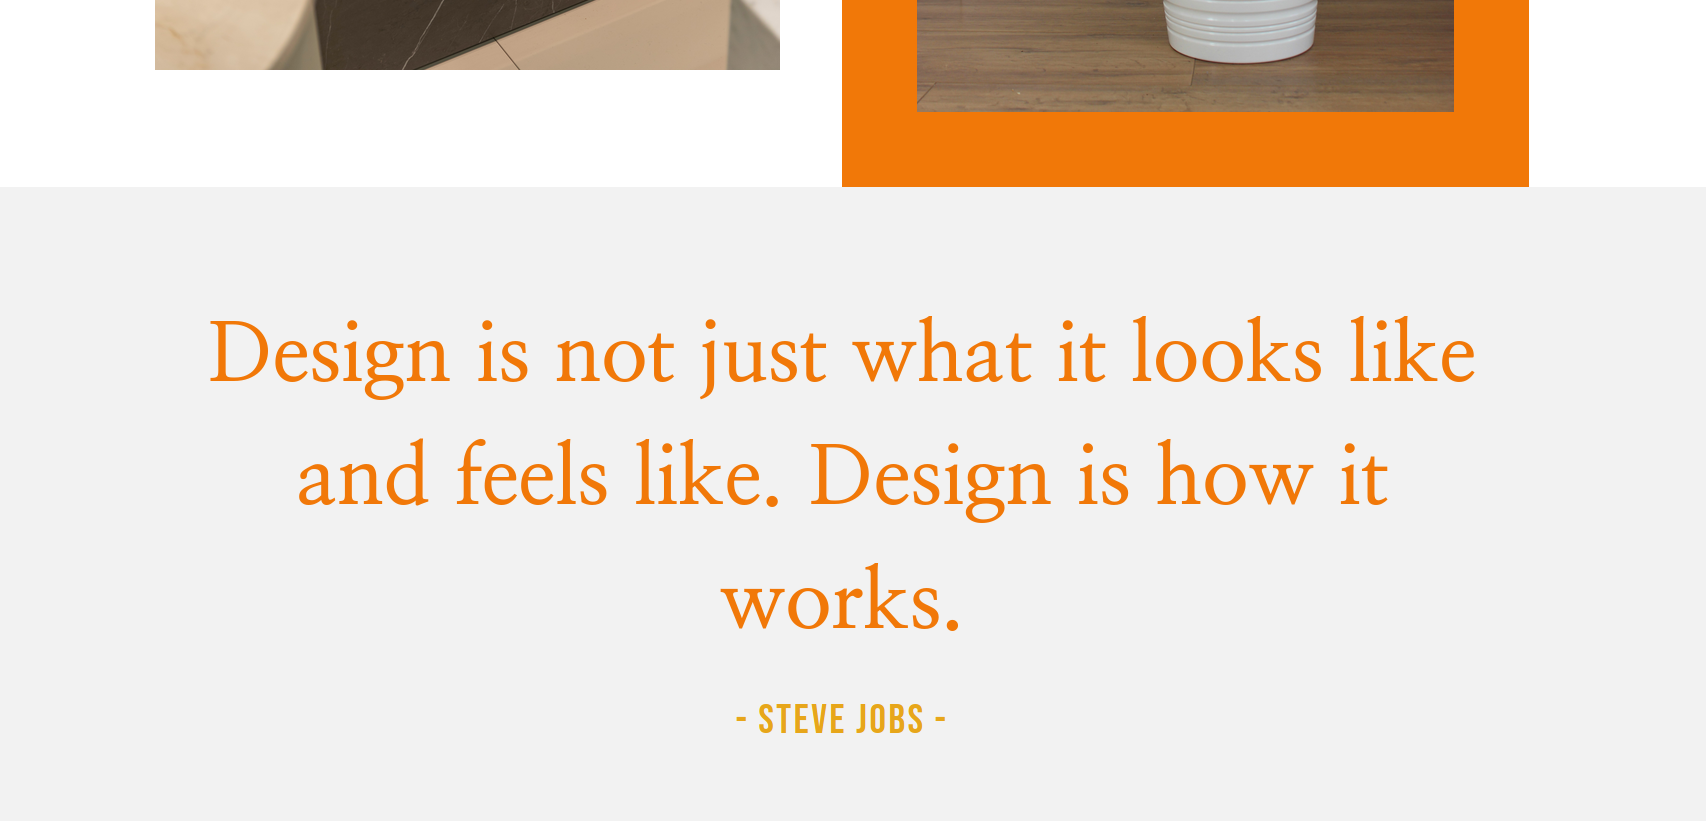 Design is not just what it looks like
and feels like. Design is how it
works.
- STEVE JOBS -